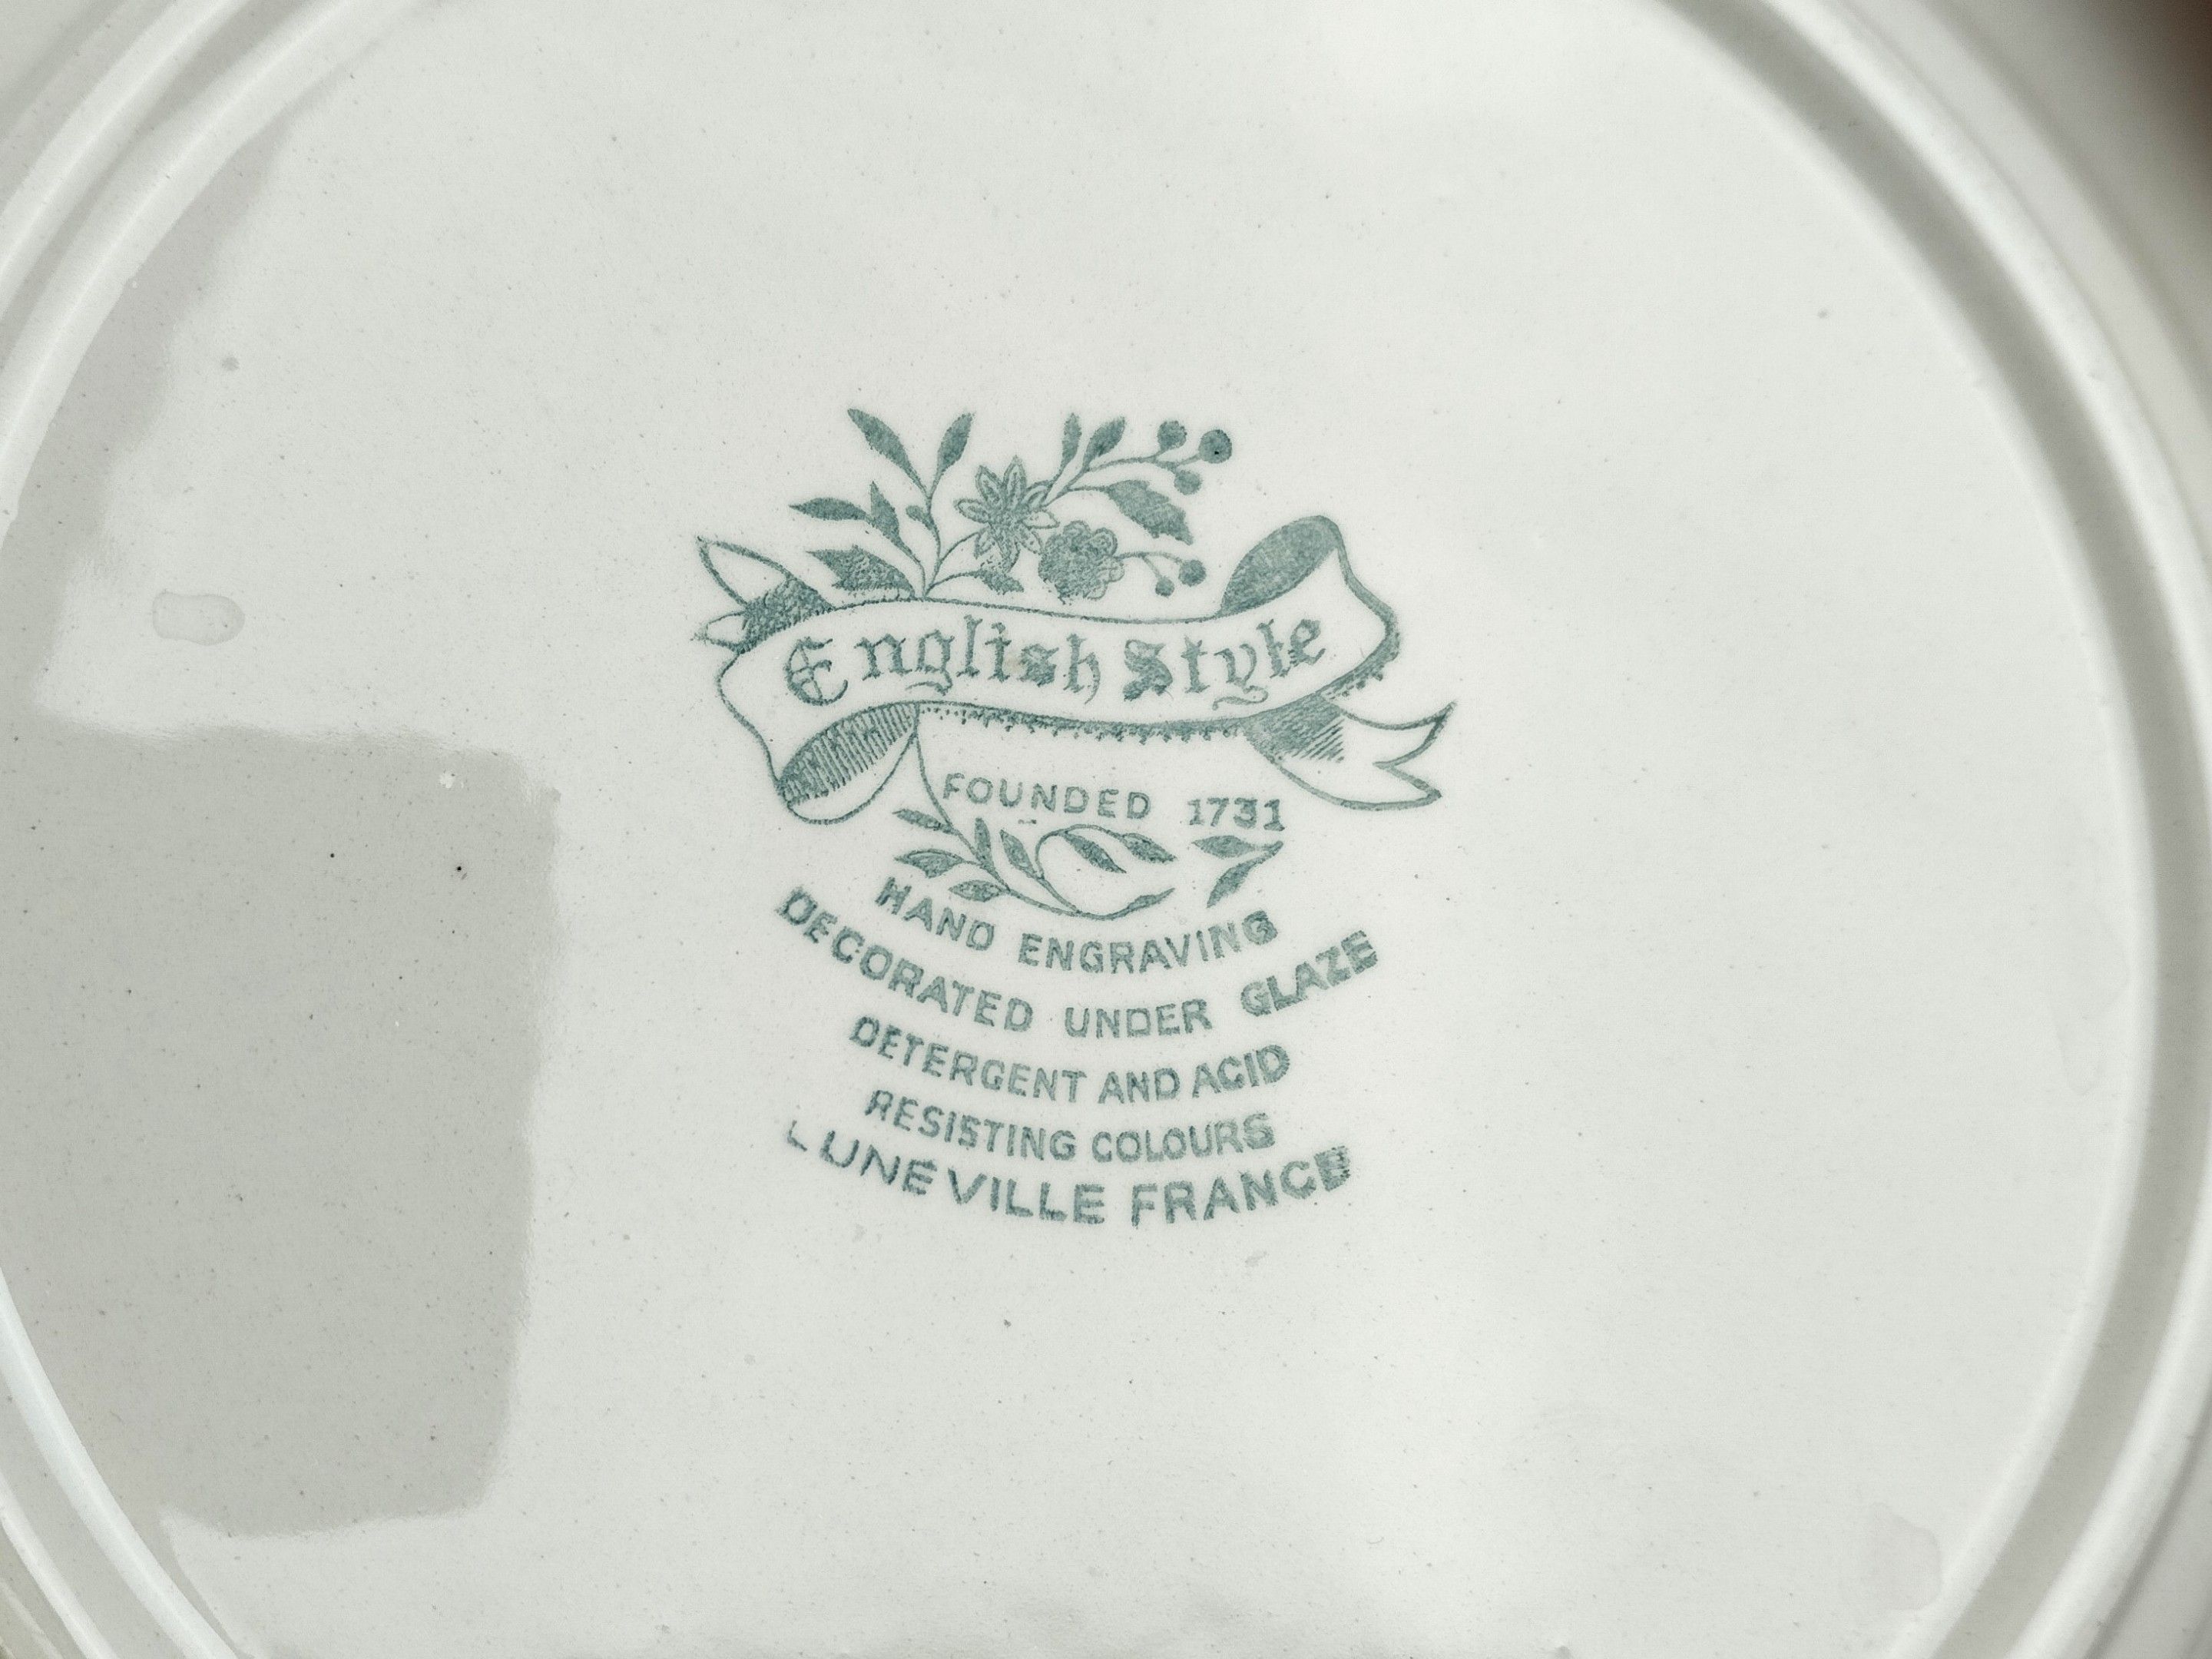 English Style
FOUNDED 1731
HAND ENGRAVING
DECORATED UNDER GLAZE
DETERGENT AND ACID
RESISTING COLOURS
LUNEVILLE FRANCE